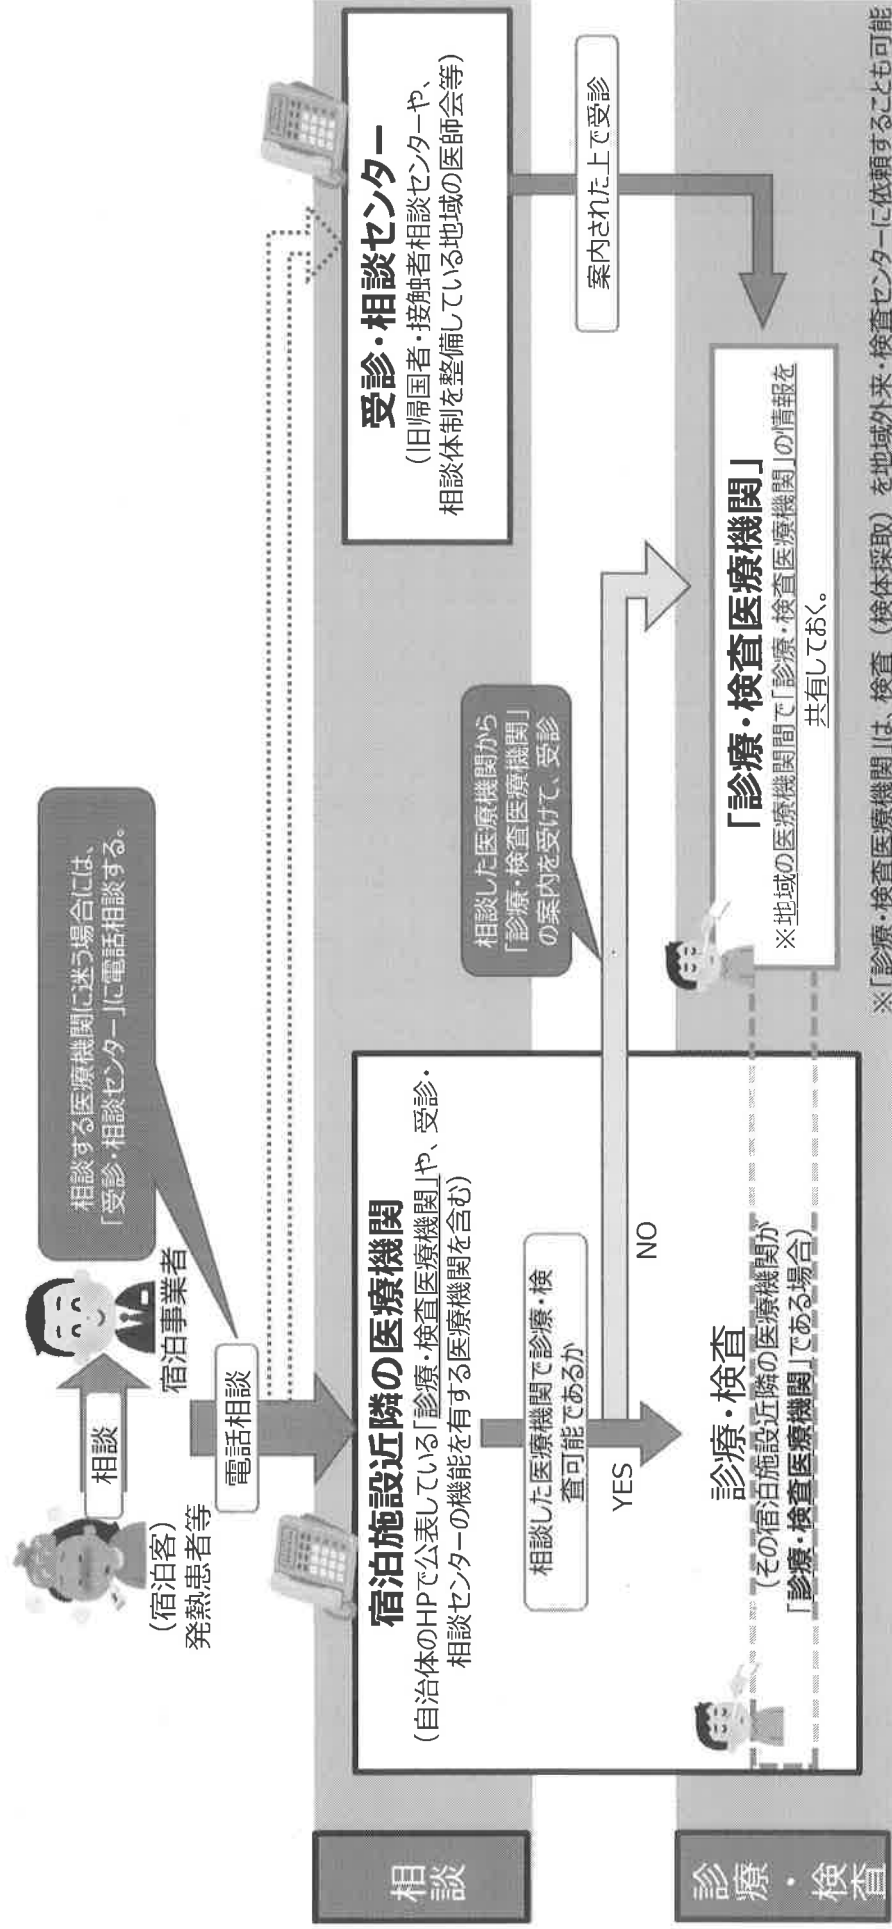 相談
(宿泊客)
発熱患者等
宿泊事業者
相談する医療機関に迷う場合には、
「受診・相談センター」に電話相談する。
電話相談
相談
宿泊施設近隣の医療機関
(自治体のHPで公表している「診療・検査医療機関」や、受診・
相談センターの機能を有する医療機関を含む)
受診・相談センター
(旧帰国者・接触者相談センターや、
相談体制を整備している地域の医師会等)
相談した医療機関で診療・検
査可能であるか
YES
NO
相談した医療機関から
「診療・検査医療機関」
の案内を受けて、受診
案内された上で受診
診療・検査
診療・検査
(その宿泊施設近隣の医療機関が
「診療・検査医療機関」である場合)
「診療・検査医療機関」
※地域の医療機関間で「診療・検査医療機関」の情報を
共有しておく。
※「診療・検査医療機関」は、検査(検体採取)を地域外来・検査センターに依頼することも可能